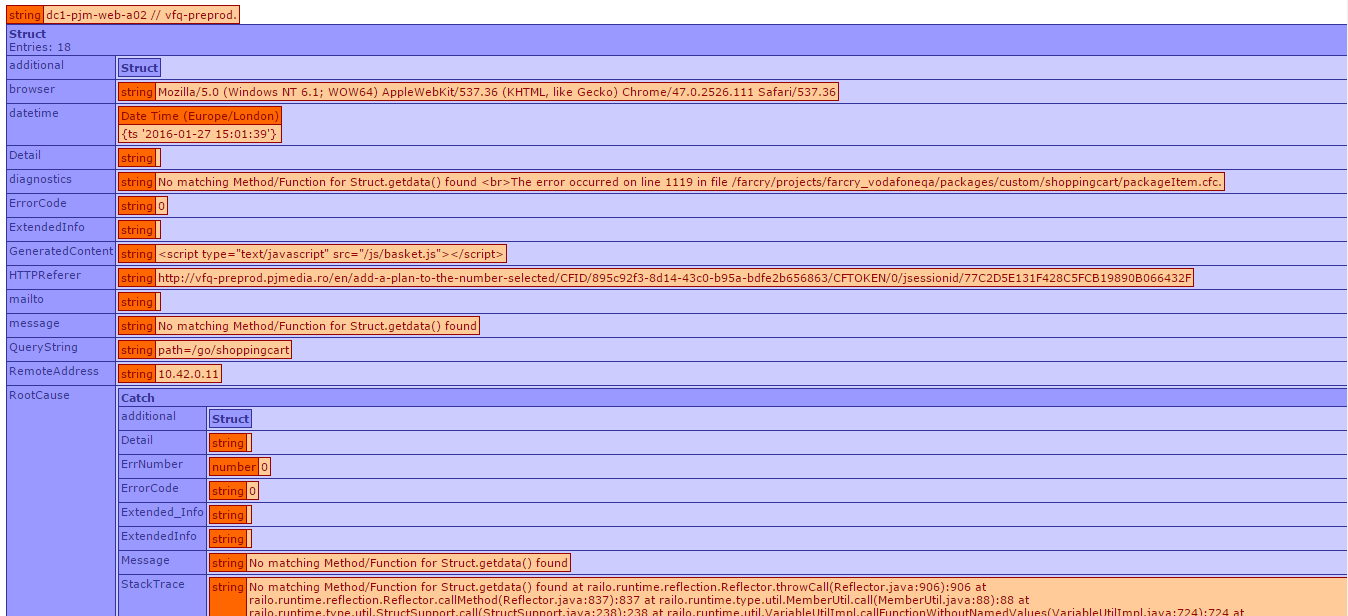 string dc1-pjm-web-a02 // vfq-preprod.
Struct
Entries: 18
additional Struct
browser string Mozilla/5.0 (Windows NT 6.1; WOW64) AppleWebKit/537.36 (KHTML, like Gecko) Chrome/47.0.2526.111 Safari/537.36
datetime Date Time (Europe/London)
{ts '2016-01-27 15:01:39'}
Detail string
diagnostics string No matching Method/Function for Struct.getdata() found <br>The error occurred on line 1119 in file /farcry/projects/farcry_vodafoneqa/packages/custom/shoppingcart/packageItem.cfc.
ErrorCode string 0
ExtendedInfo string
GeneratedContent string <script type="text/javascript" src="/js/basket.js"></script>
HTTPReferer string http://vfq-preprod.pjmedia.ro/en/add-a-plan-to-the-number-selected/CFID/895c92f3-8d14-43c0-b95a-bdfe2b656863/CFTOKEN/0/jsessionid/77C2D5E131F428C5FCB19890B066432F
mailto string
message string No matching Method/Function for Struct.getdata() found
QueryString string path=/go/shoppingcart
RemoteAddress string 10.42.0.11
RootCause Catch
additional Struct
Detail string
ErrNumber number 0
ErrorCode string 0
Extended_Info string
ExtendedInfo string
Message string No matching Method/Function for Struct.getdata() found
StackTrace string No matching Method/Function for Struct.getdata() found at railo.runtime.reflection.Reflector.throwCall(Reflector.java:906):906 at
railo.runtime.reflection.Reflector.callMethod(Reflector.java:837):837 at railo.runtime.type.util.MemberUtil.call(MemberUtil.java:88):88 at
railo.runtime.type.util.StructSupport.call(StructSupport.java:238):238 at railo.runtime.util.VariableUtilImpl.callFunctionWithoutNamedValues(VariableUtilImpl.java:724):724 at